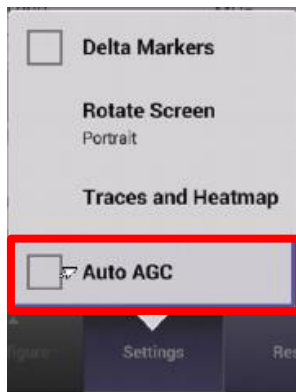 Delta Markers
Rotate Screen
Portrait
Traces and Heatmap
Auto AGC
Settings